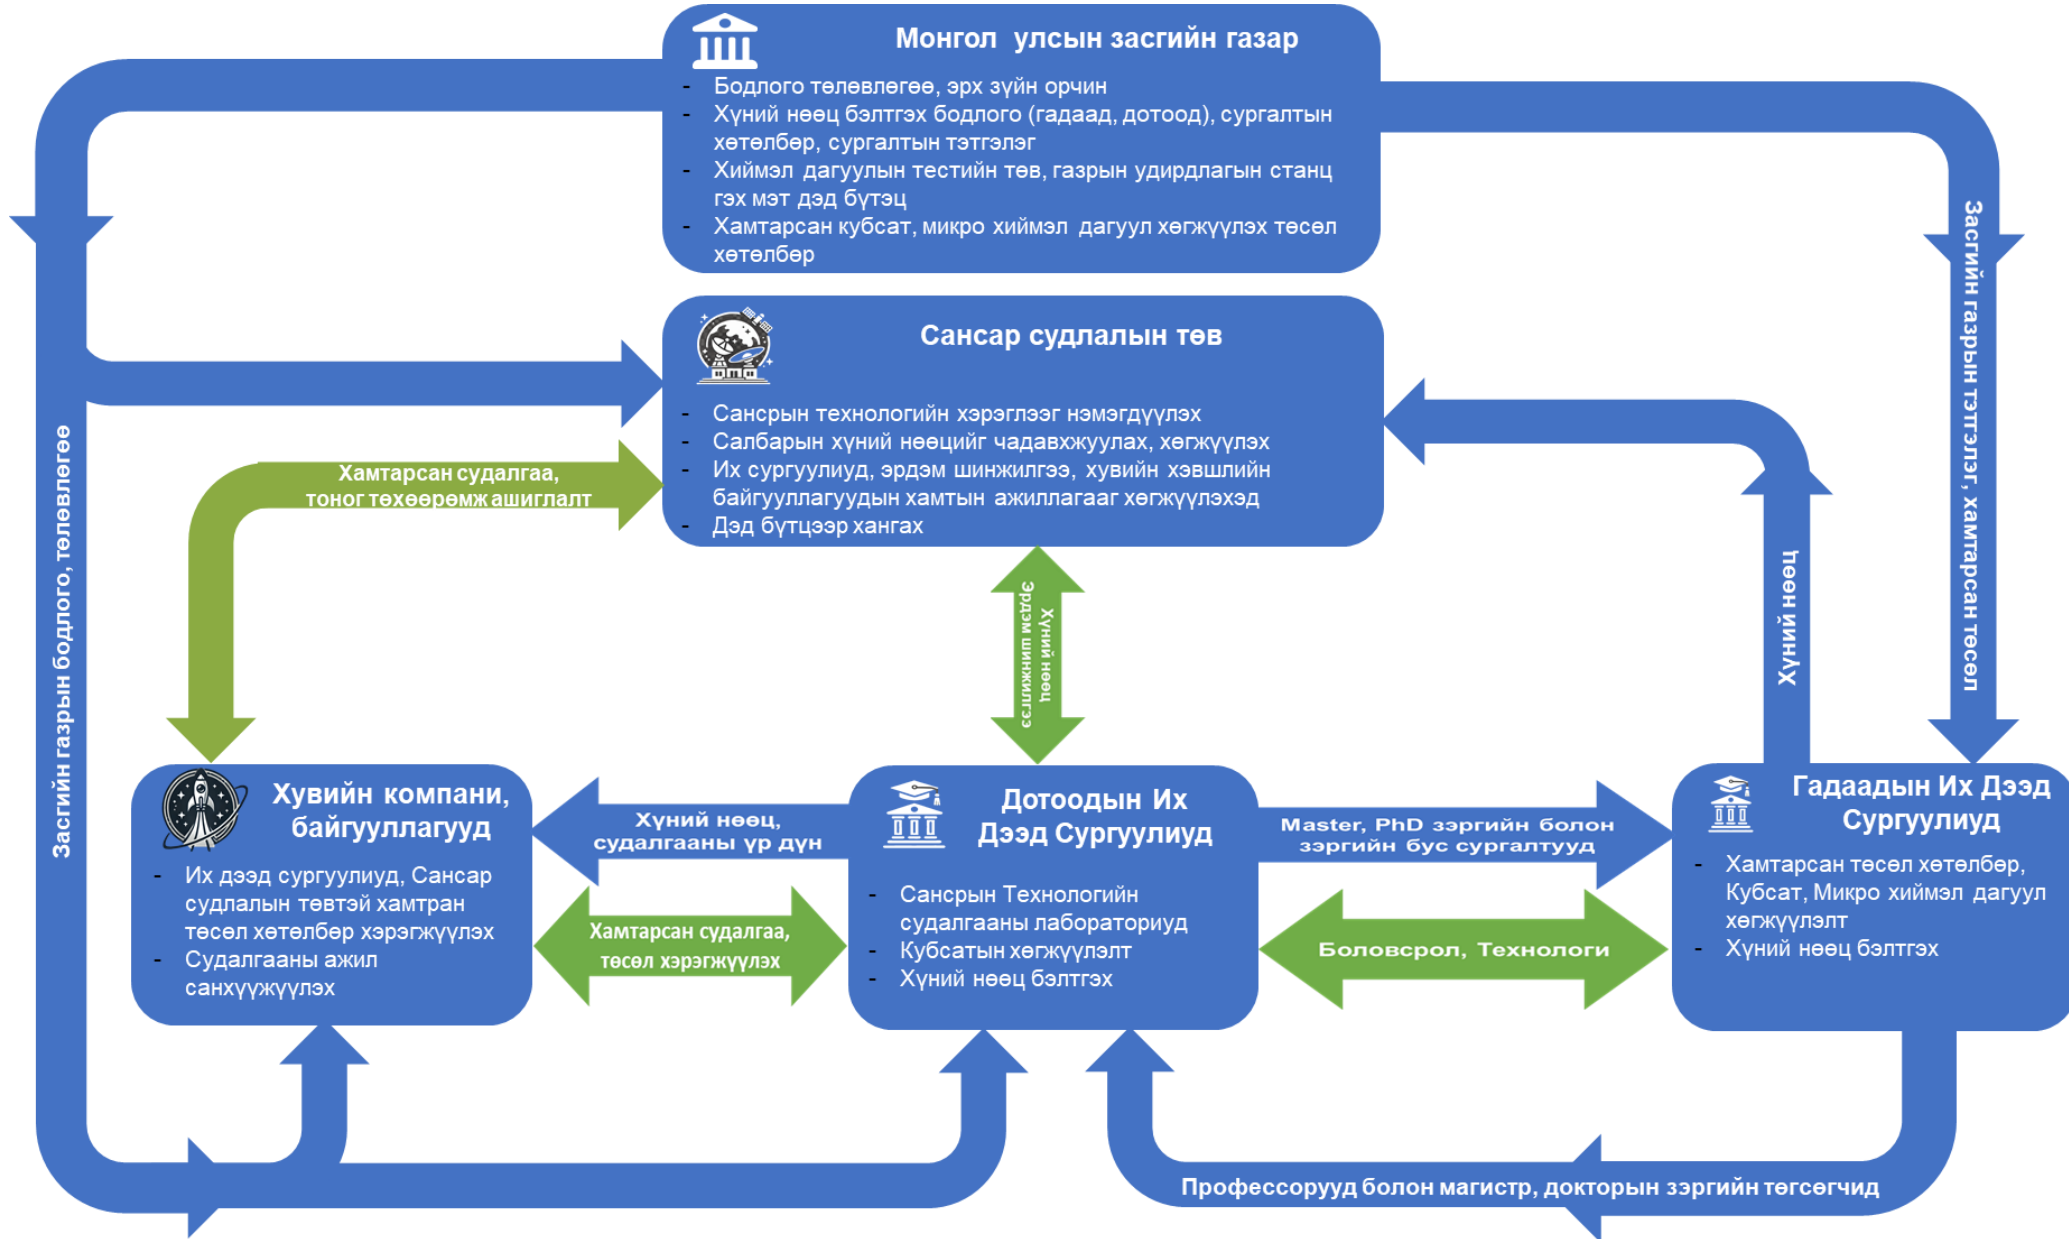 Монгол улсын засгийн газар
- Бодлого төлөвлөгөө, эрх зүйн орчин
- Хүний нөөц бэлтгэх бодлого (гадаад, дотоод), сургалтын
хөтөлбөр, сургалтын тэтгэлэг
- Хиймэл дагуулын тестийн төв, газрын удирдлагын станц
гэх мэт дэд бүтэц
- Хамтарсан кубсат, микро хиймэл дагуул хөгжүүлэх төсөл
хөтөлбөр
Сансар судлалын төв
- Сансрын технологийн хэрэглээг нэмэгдүүлэх
- Салбарын хүний нөөцийг чадавхжуулах, хөгжүүлэх
- Их сургуулиуд, эрдэм шинжилгээ, хувийн хэвшлийн
байгууллагуудын хамтын ажиллагааг хөгжүүлэхэд
- Дэд бүтцээр хангах
Засгийн газрын бодлого, төлөвлөгөө
Хамтарсан судалгаа,
тоног төхөөрөмж ашиглалт
Хүний нөөц
Эрдэм шинжилгээ
Хүний нөөц
Засгийн газрын тэтгэлэг, хамтарсан төсөл
Хувийн компани,
байгууллагууд
- Их дээд сургуулиуд, Сансар
судлалын төвтэй хамтран
төсөл хөтөлбөр хэрэгжүүлэх
- Судалгааны ажил
санхүүжүүлэх
Хүний нөөц,
судалгааны үр дүн
Хамтарсан судалгаа,
төсөл хэрэгжүүлэх
Дотоодын Их
Дээд Сургуулиуд
- Сансрын Технологийн
судалгааны лабораториуд
- Кубсатын хөгжүүлэлт
- Хүний нөөц бэлтгэх
Master, PhD зэргийн болон
зэргийн бус сургалтууд
Боловсрол, Технологи
Гадаадын Их Дээд
Сургуулиуд
- Хамтарсан төсөл хөтөлбөр,
Кубсат, Микро хиймэл дагуул
хөгжүүлэлт
- Хүний нөөц бэлтгэх
Профессорууд болон магистр, докторын зэргийн төгсөгчид